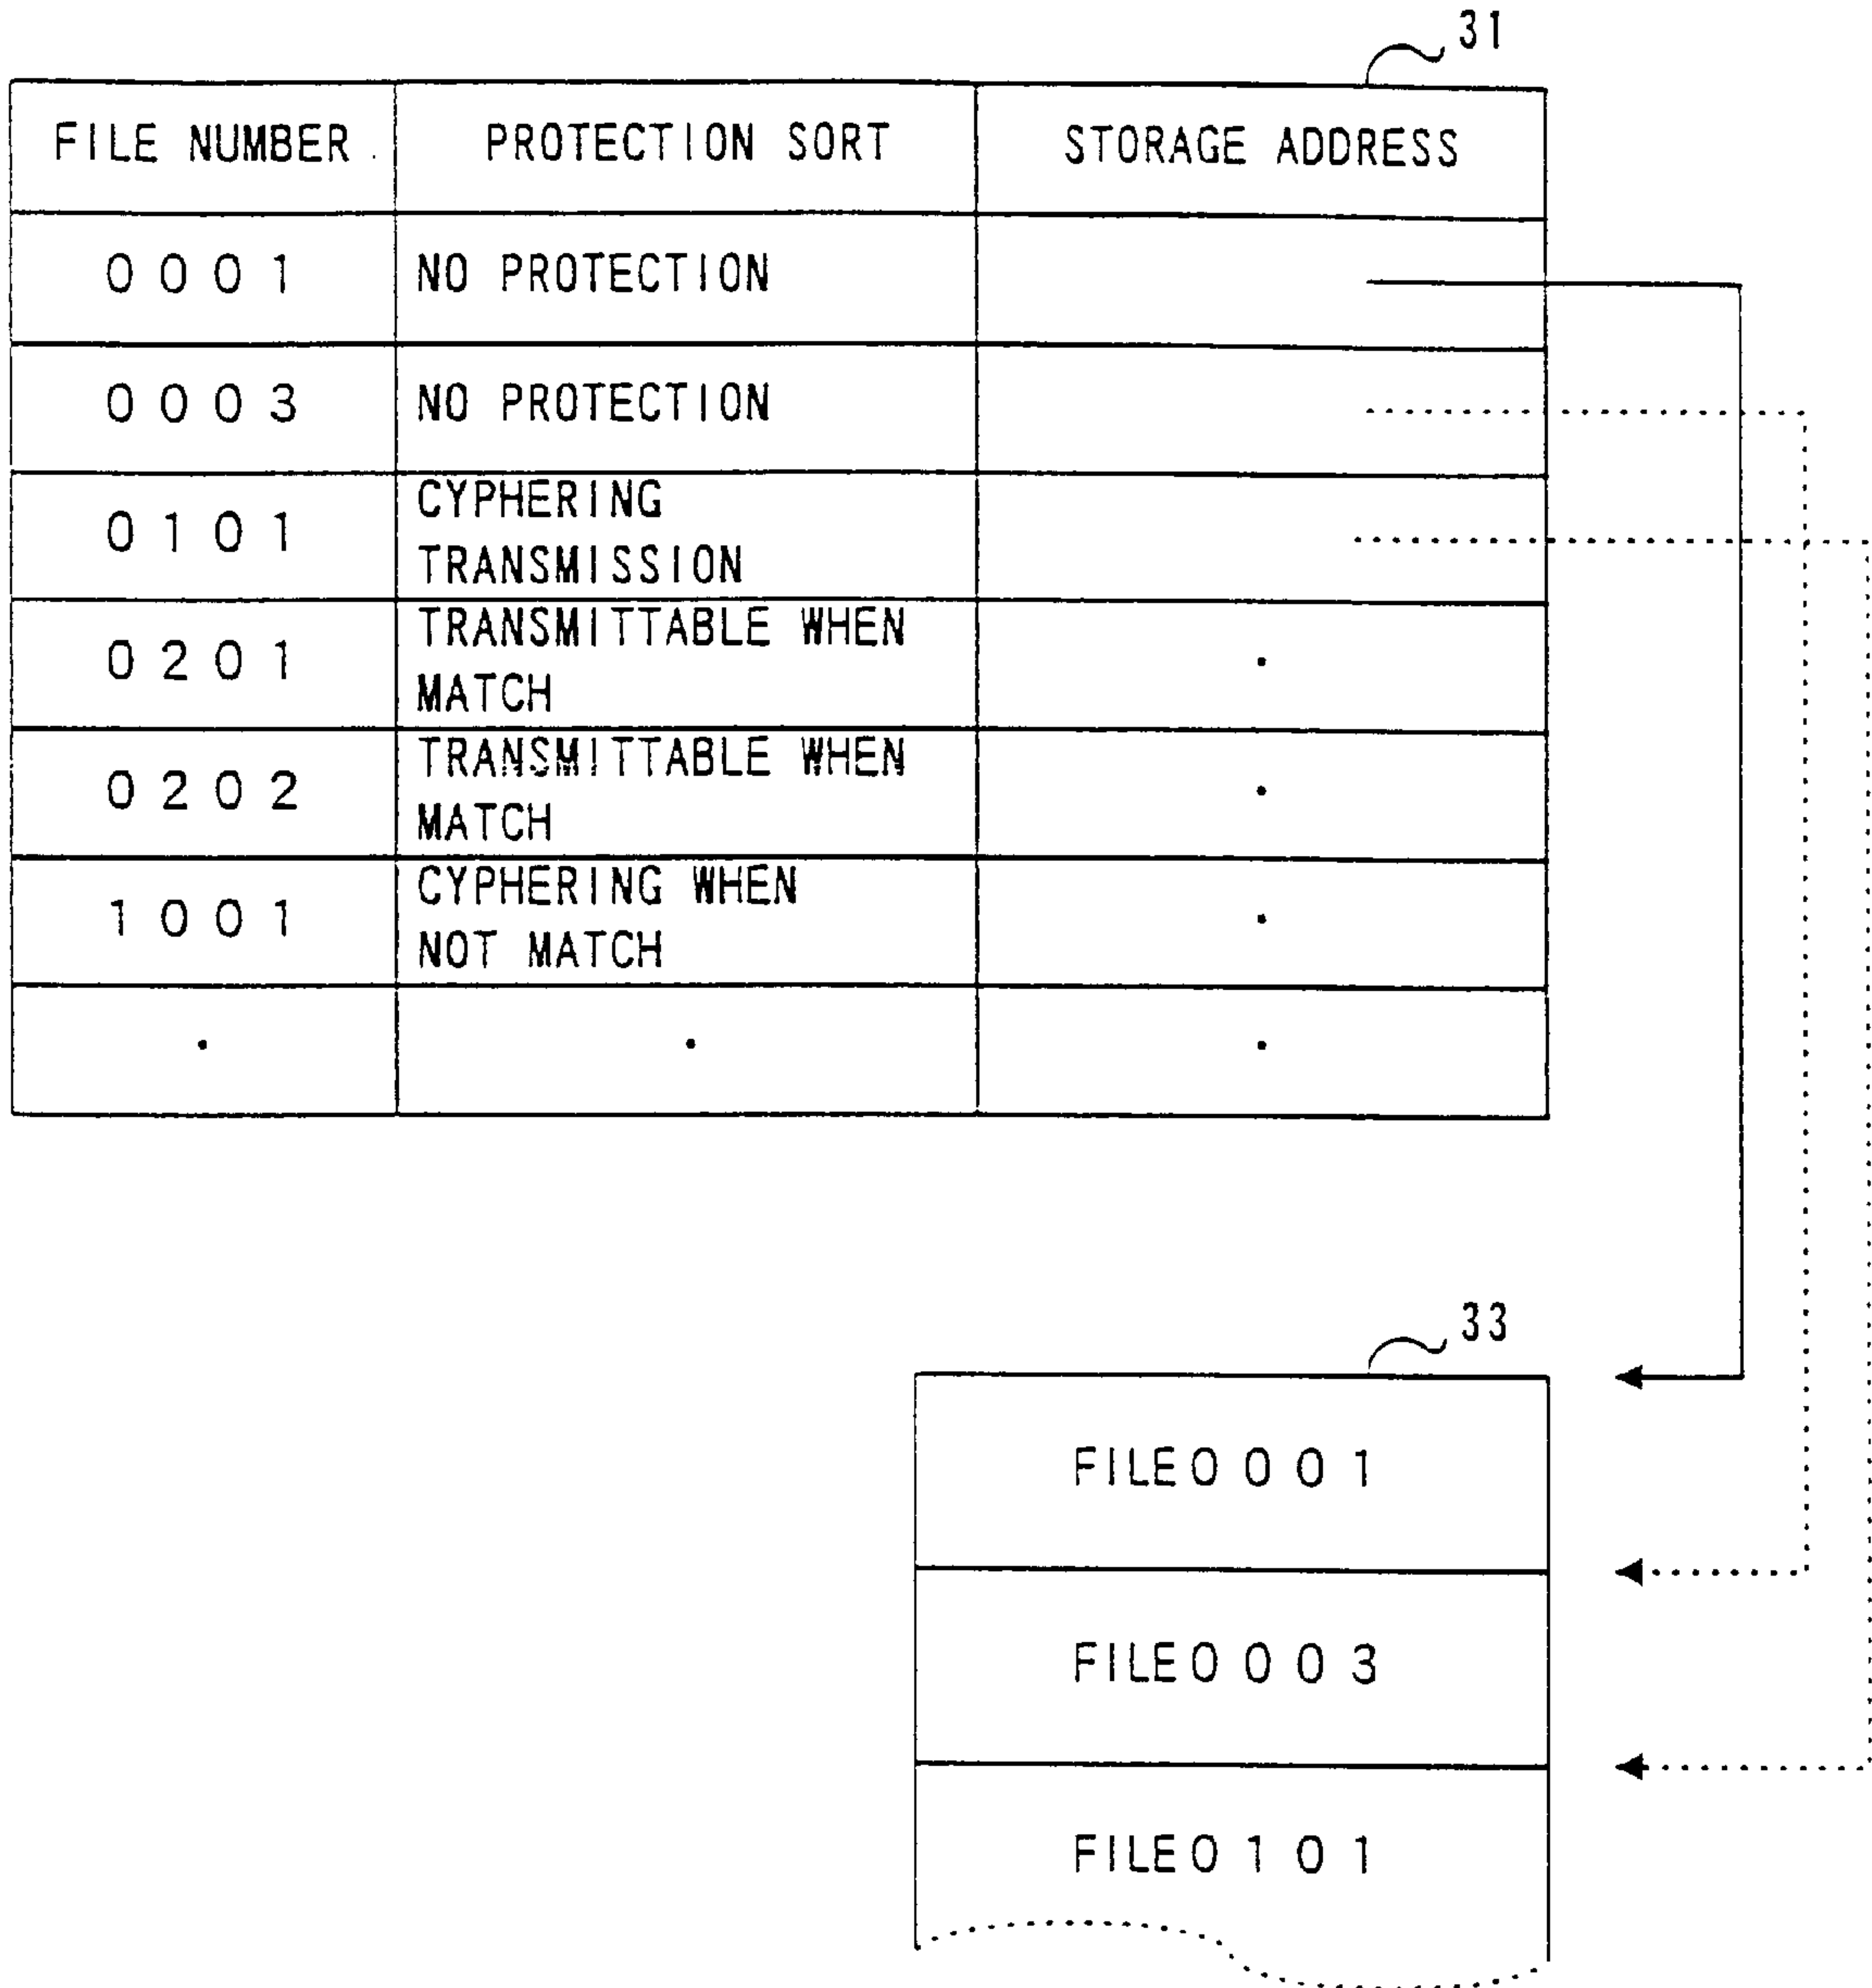 31
FILE NUMBER PROTECTION SORT STORAGE ADDRESS
0001 NO PROTECTION
0003 NO PROTECTION
0101 CYPHERING
TRANSMISSION
0201 TRANSMITTABLE WHEN
MATCH
0202 TRANSMITTABLE WHEN
MATCH
1001 CYPHERING WHEN
NOT MATCH
33
FILE0001
FILE0003
FILE0101